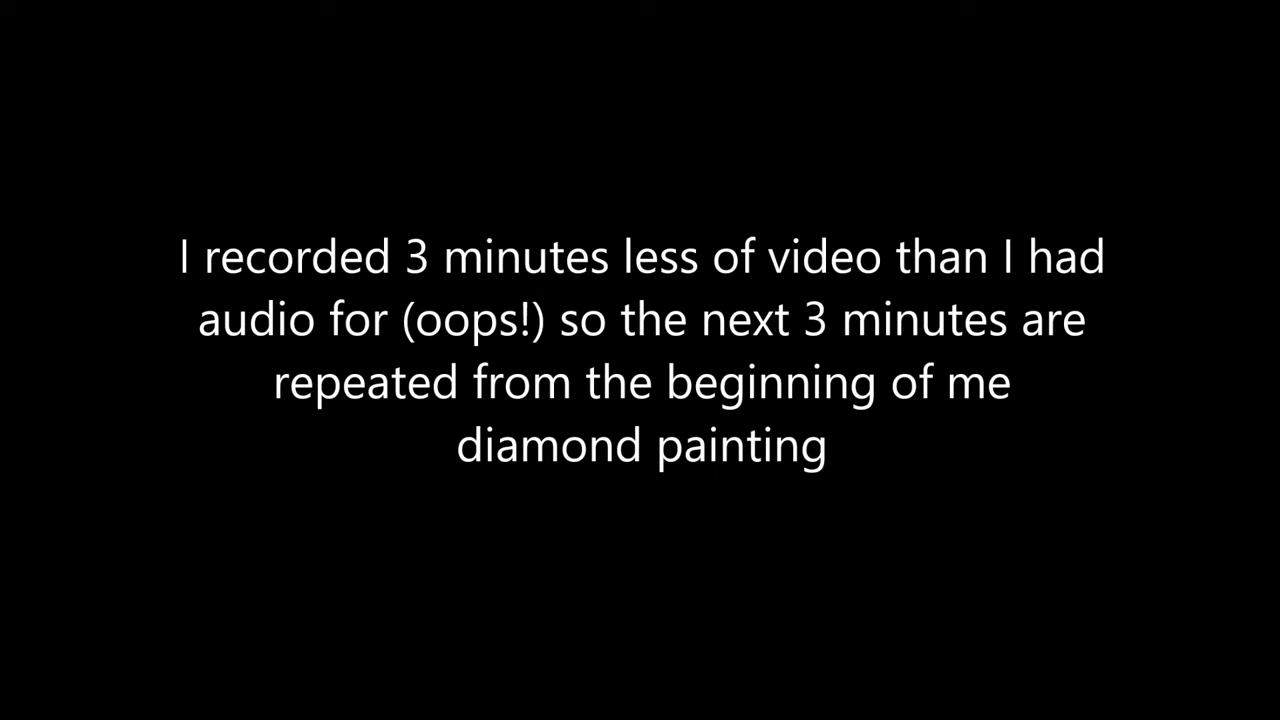 I recorded 3 minutes less of video than I had
audio for (oops!) so the next 3 minutes are
repeated from the beginning of me
diamond painting